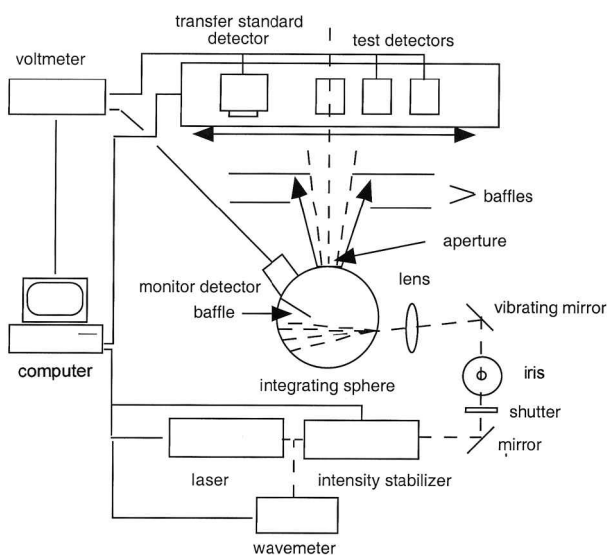 transfer standard
detector
test detectors
voltmeter
baffles
aperture
monitor detector
lens
baffle
vibrating mirror
computer
integrating sphere
iris
shutter
mirror
laser
intensity stabilizer
wavemeter